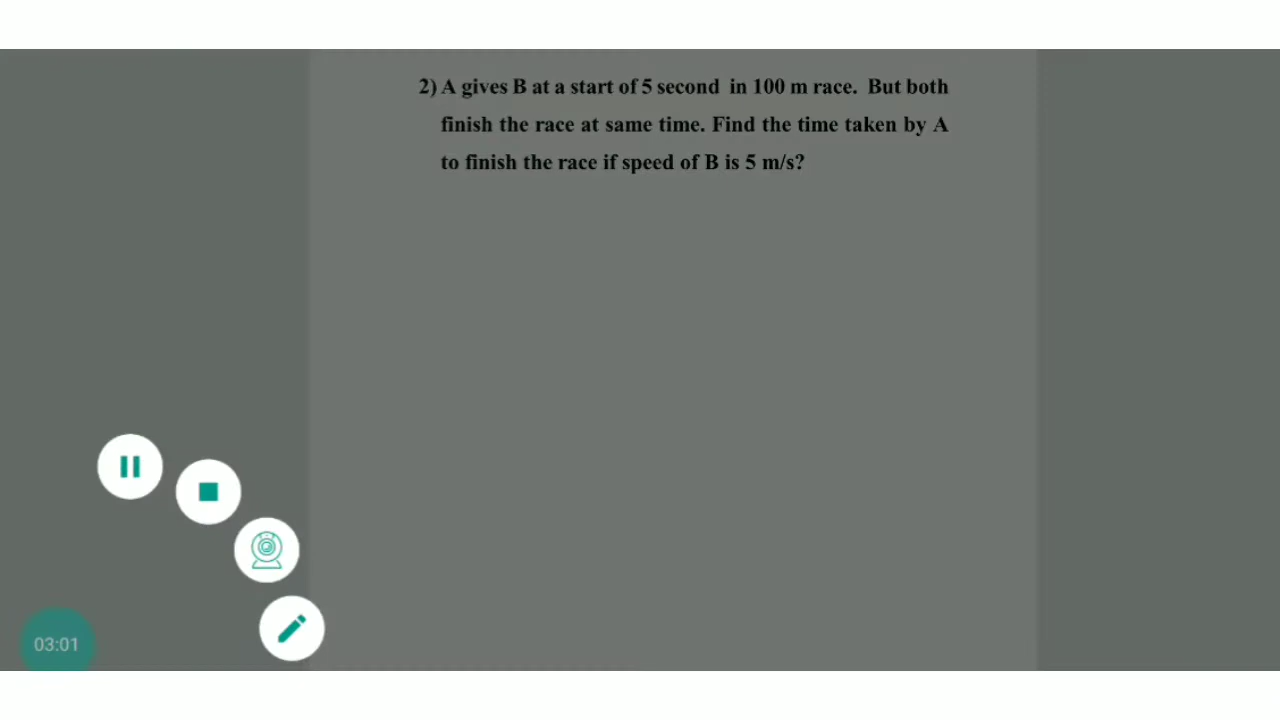 2) A gives B at a start of 5 second in 100 m race. But both
finish the race at same time. Find the time taken by A
to finish the race if speed of B is 5 m/s?
03:01